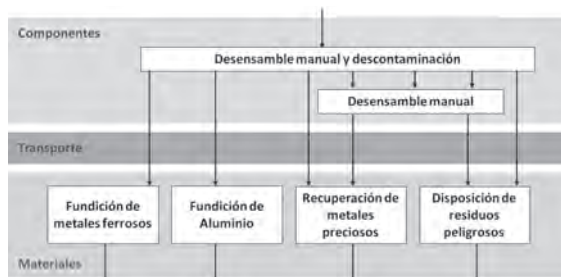 Componentes
Desensamble manual y descontaminación
Desensamble manual
Transporte
Fundición de
metales ferrosos
Fundición de
Aluminio
Recuperación de
metales
preciosos
Disposición de
residuos
peligrosos
Materiales